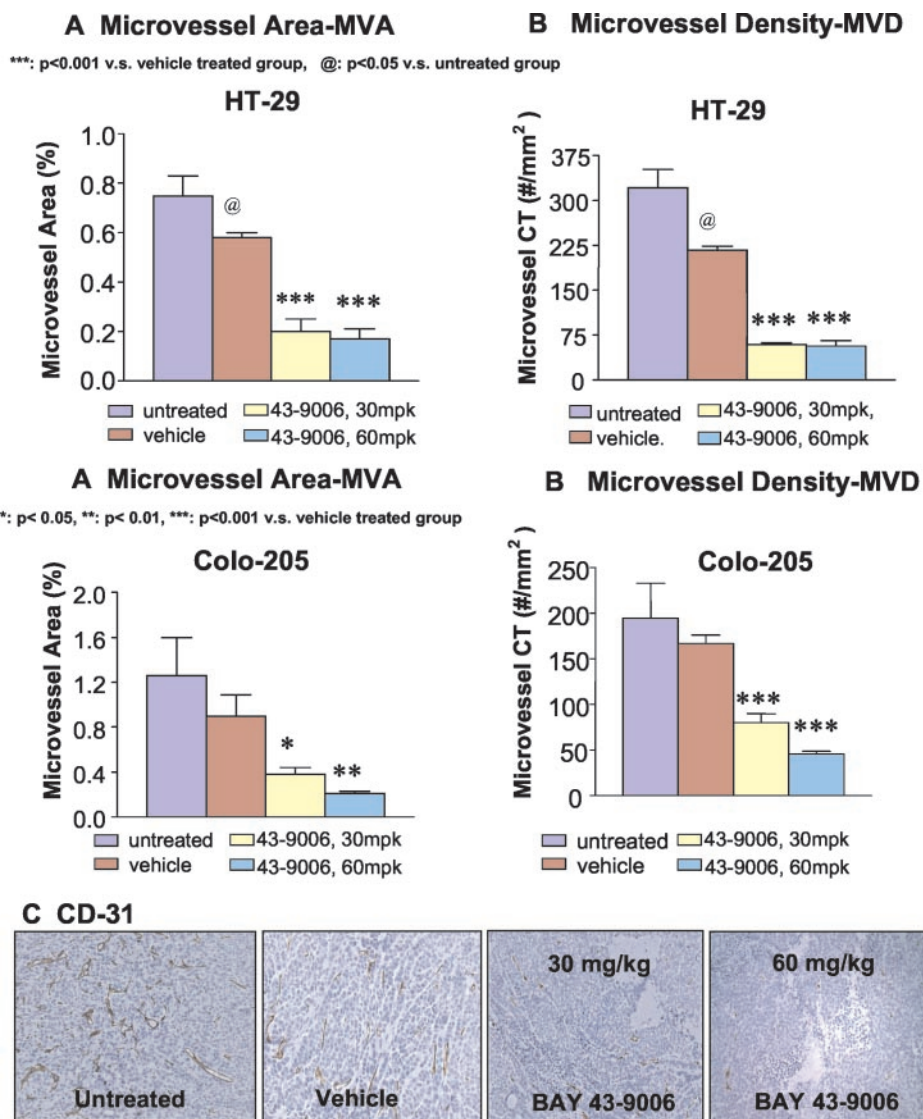 A Microvessel Area-MVA
B Microvessel Density-MVD
***: p<0.001 v.s. vehicle treated group, @: p<0.05 v.s. untreated group
HT-29
Microvessel Area (%)
1.0
0.8
0.6
0.4
0.2
0.0
@
***
***
untreated
43-9006, 30mpk
vehicle
43-9006, 60mpk
HT-29
Microvessel CT (#/mm²)
375
300
225
150
75
0
@
***
***
untreated
43-9006, 30mpk,
vehicle.
43-9006, 60mpk
A Microvessel Area-MVA
B Microvessel Density-MVD
*: p< 0.05, **: p< 0.01, ***: p<0.001 v.s. vehicle treated group
Colo-205
Microvessel Area (%)
2.0
1.6
1.2
0.8
0.4
0.0
*
**
untreated
43-9006, 30mpk
vehicle
43-9006, 60mpk
Colo-205
Microvessel CT (#/mm²)
250
200
150
100
50
0
***
***
untreated
43-9006, 30mpk
vehicle
43-9006, 60mpk
C CD-31
Untreated
Vehicle
30 mg/kg
BAY 43-9006
60 mg/kg
BAY 43-9006